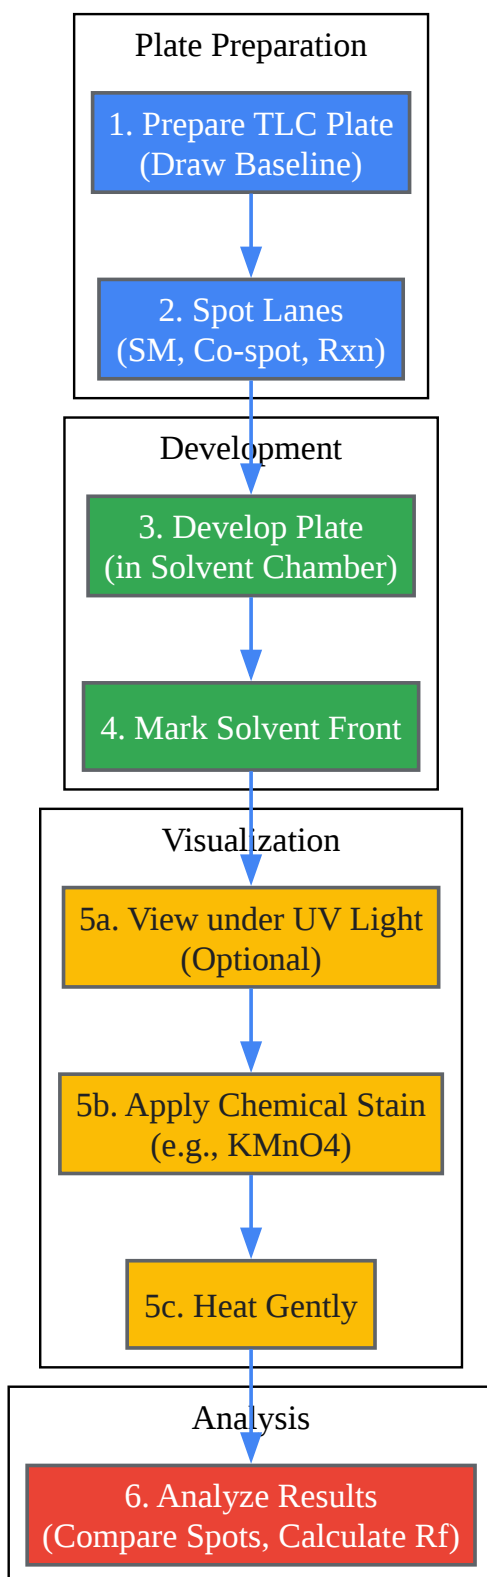 Plate Preparation
1. Prepare TLC Plate
(Draw Baseline)
2. Spot Lanes
(SM, Co-spot, Rxn)
Development
3. Develop Plate
(in Solvent Chamber)
4. Mark Solvent Front
Visualization
5a. View under UV Light
(Optional)
5b. Apply Chemical Stain
(e.g., KMnO4)
5c. Heat Gently
Analysis
6. Analyze Results
(Compare Spots, Calculate Rf)